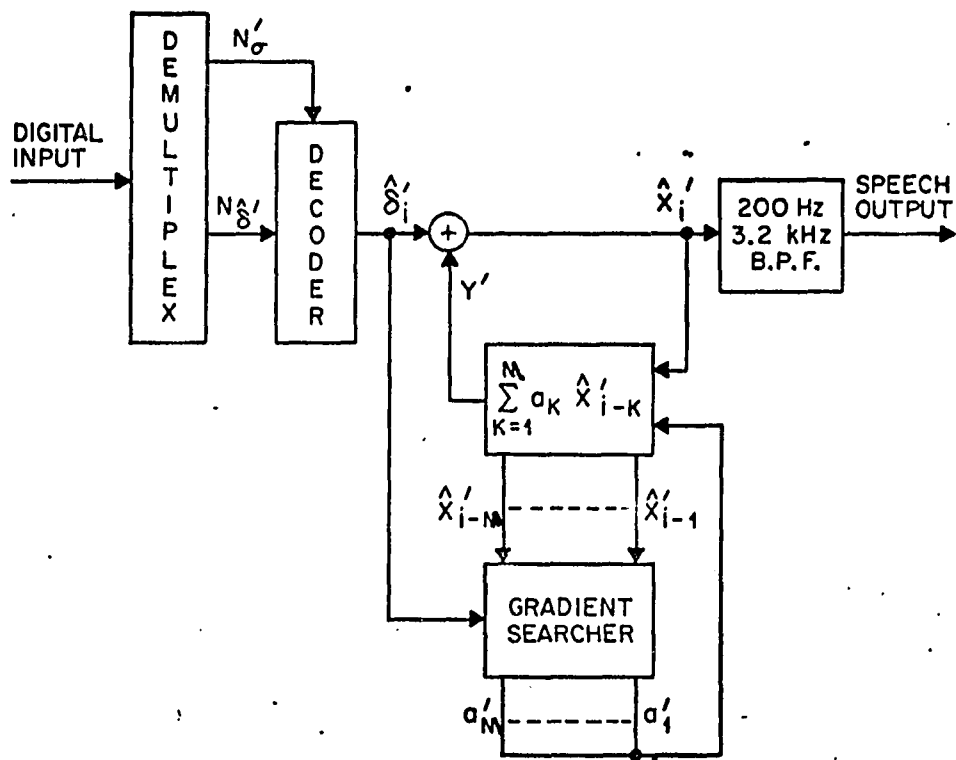 DEMULTIPLEX
N'σ
DIGITAL
INPUT
DECODER
N δ̂'
δ̂'i
+
Y'
X̂'i
200 Hz
3.2 kHz
B.P.F.
SPEECH
OUTPUT
M
∑ aK X̂'i-K
K=1
X̂'i-M
X̂'i-1
GRADIENT
SEARCHER
a'M
a'1